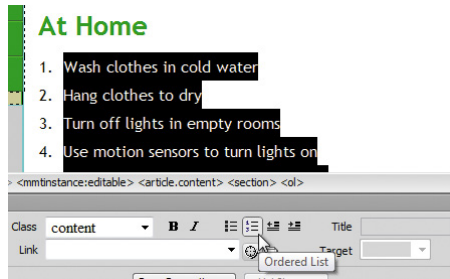 At Home
1. Wash clothes in cold water
2. Hang clothes to dry
3. Turn off lights in empty rooms
4. Use motion sensors to turn lights on
> <mmtinstance:editable> <article.content> <section> <ol>
Class content B I Title
Link Target
Ordered List